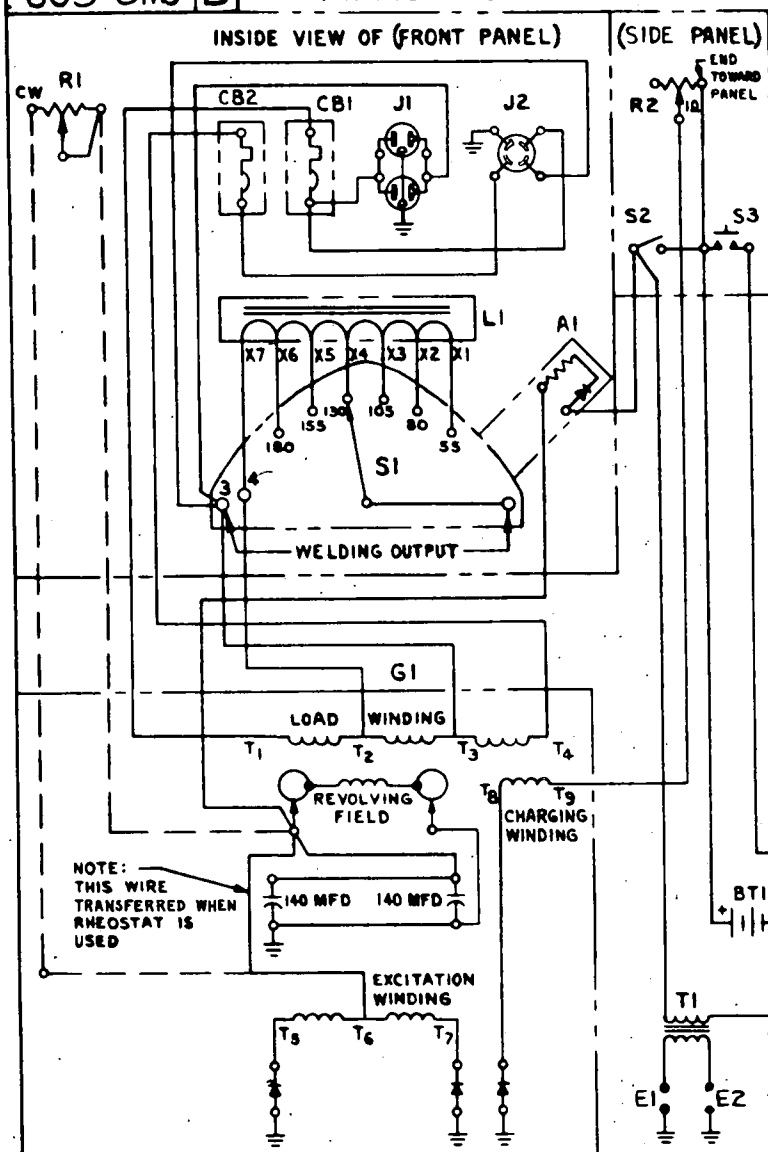 INSIDE VIEW OF (FRONT PANEL)
(SIDE PANEL)
END
TOWARD
PANEL
CW
R1
CB2
CB1
J1
J2
R2
1Ω
S2
S3
L1
A1
X7
X6
X5
X4
X3
X2
X1
180
155
130
105
80
55
S1
3
4
WELDING OUTPUT
G1
LOAD WINDING
T1
T2
T3
T4
REVOLVING
FIELD
T8
T9
CHARGING
WINDING
NOTE:
THIS WIRE
TRANSFERRED WHEN
RHEOSTAT IS
USED
140 MFD
140 MFD
+
BT1
EXCITATION
WINDING
T5
T6
T7
T1
E1
E2